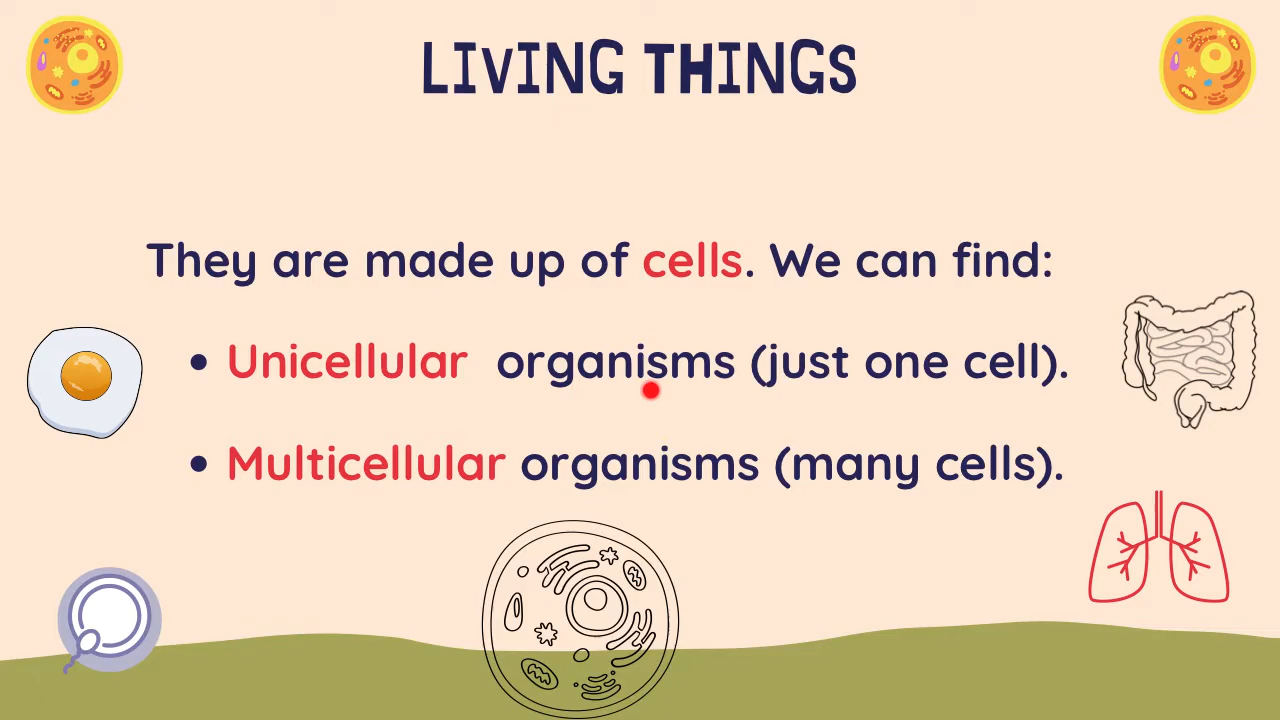 LIVING THINGS
They are made up of cells. We can find:
• Unicellular organisms (just one cell).
• Multicellular organisms (many cells).